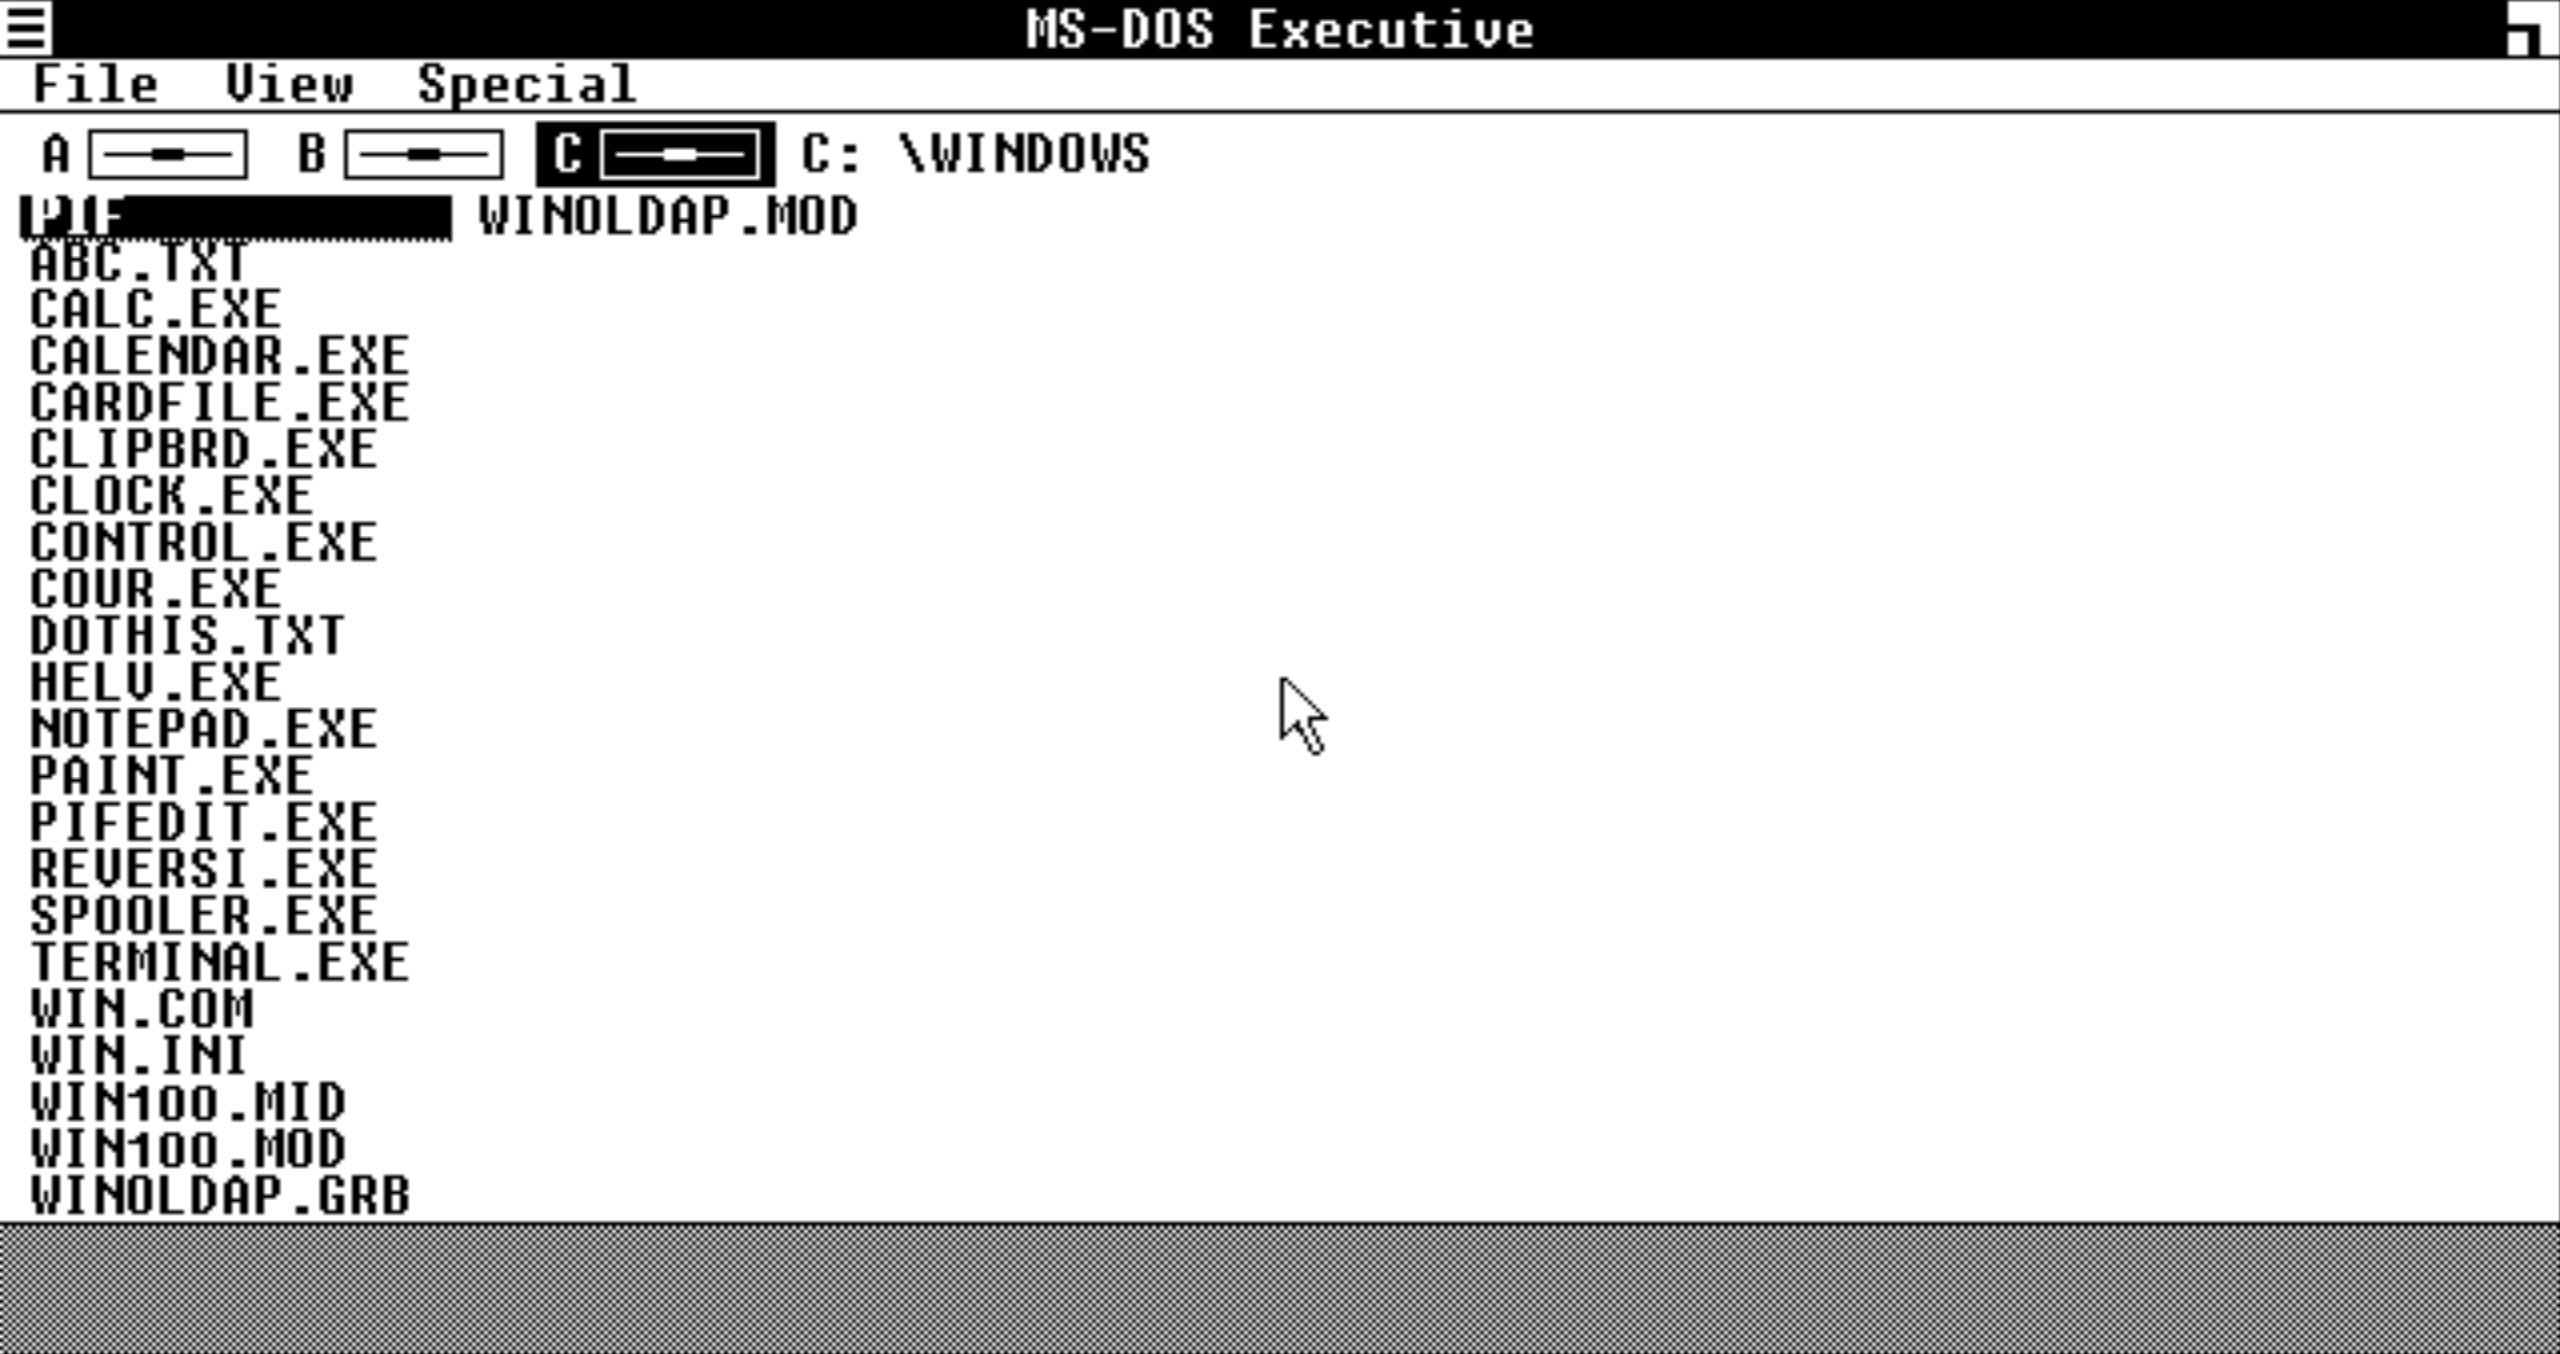 MS-DOS Executive
File View Special
A B C C: \WINDOWS
PIF WINOLDAP.MOD
ABC.TXT
CALC.EXE
CALENDAR.EXE
CARDFILE.EXE
CLIPBRD.EXE
CLOCK.EXE
CONTROL.EXE
COUR.EXE
DOTHIS.TXT
HELV.EXE
NOTEPAD.EXE
PAINT.EXE
PIFEDIT.EXE
REVERSI.EXE
SPOOLER.EXE
TERMINAL.EXE
WIN.COM
WIN.INI
WIN100.MID
WIN100.MOD
WINOLDAP.GRB